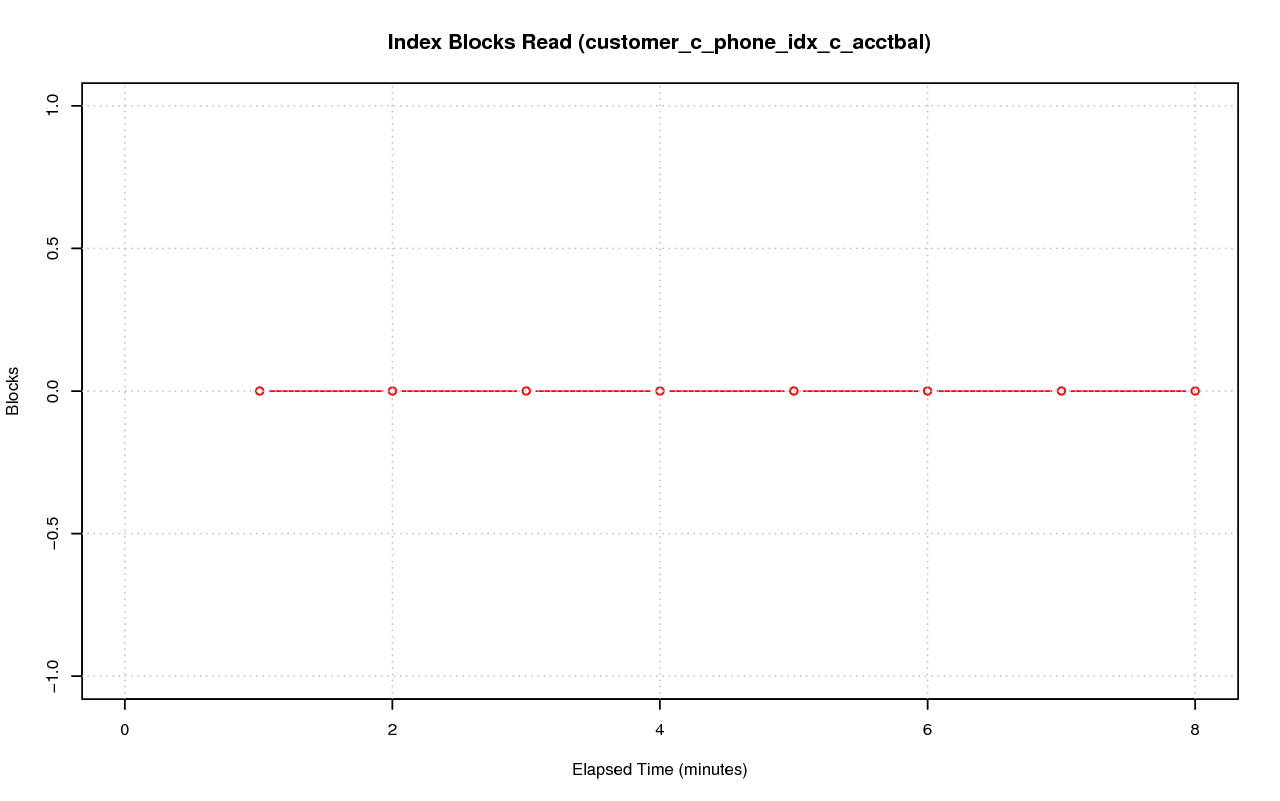 Index Blocks Read (customer_c_phone_idx_c_acctbal)
Blocks
1.0
0.5
0.0
−0.5
−1.0
0 2 4 6 8
Elapsed Time (minutes)